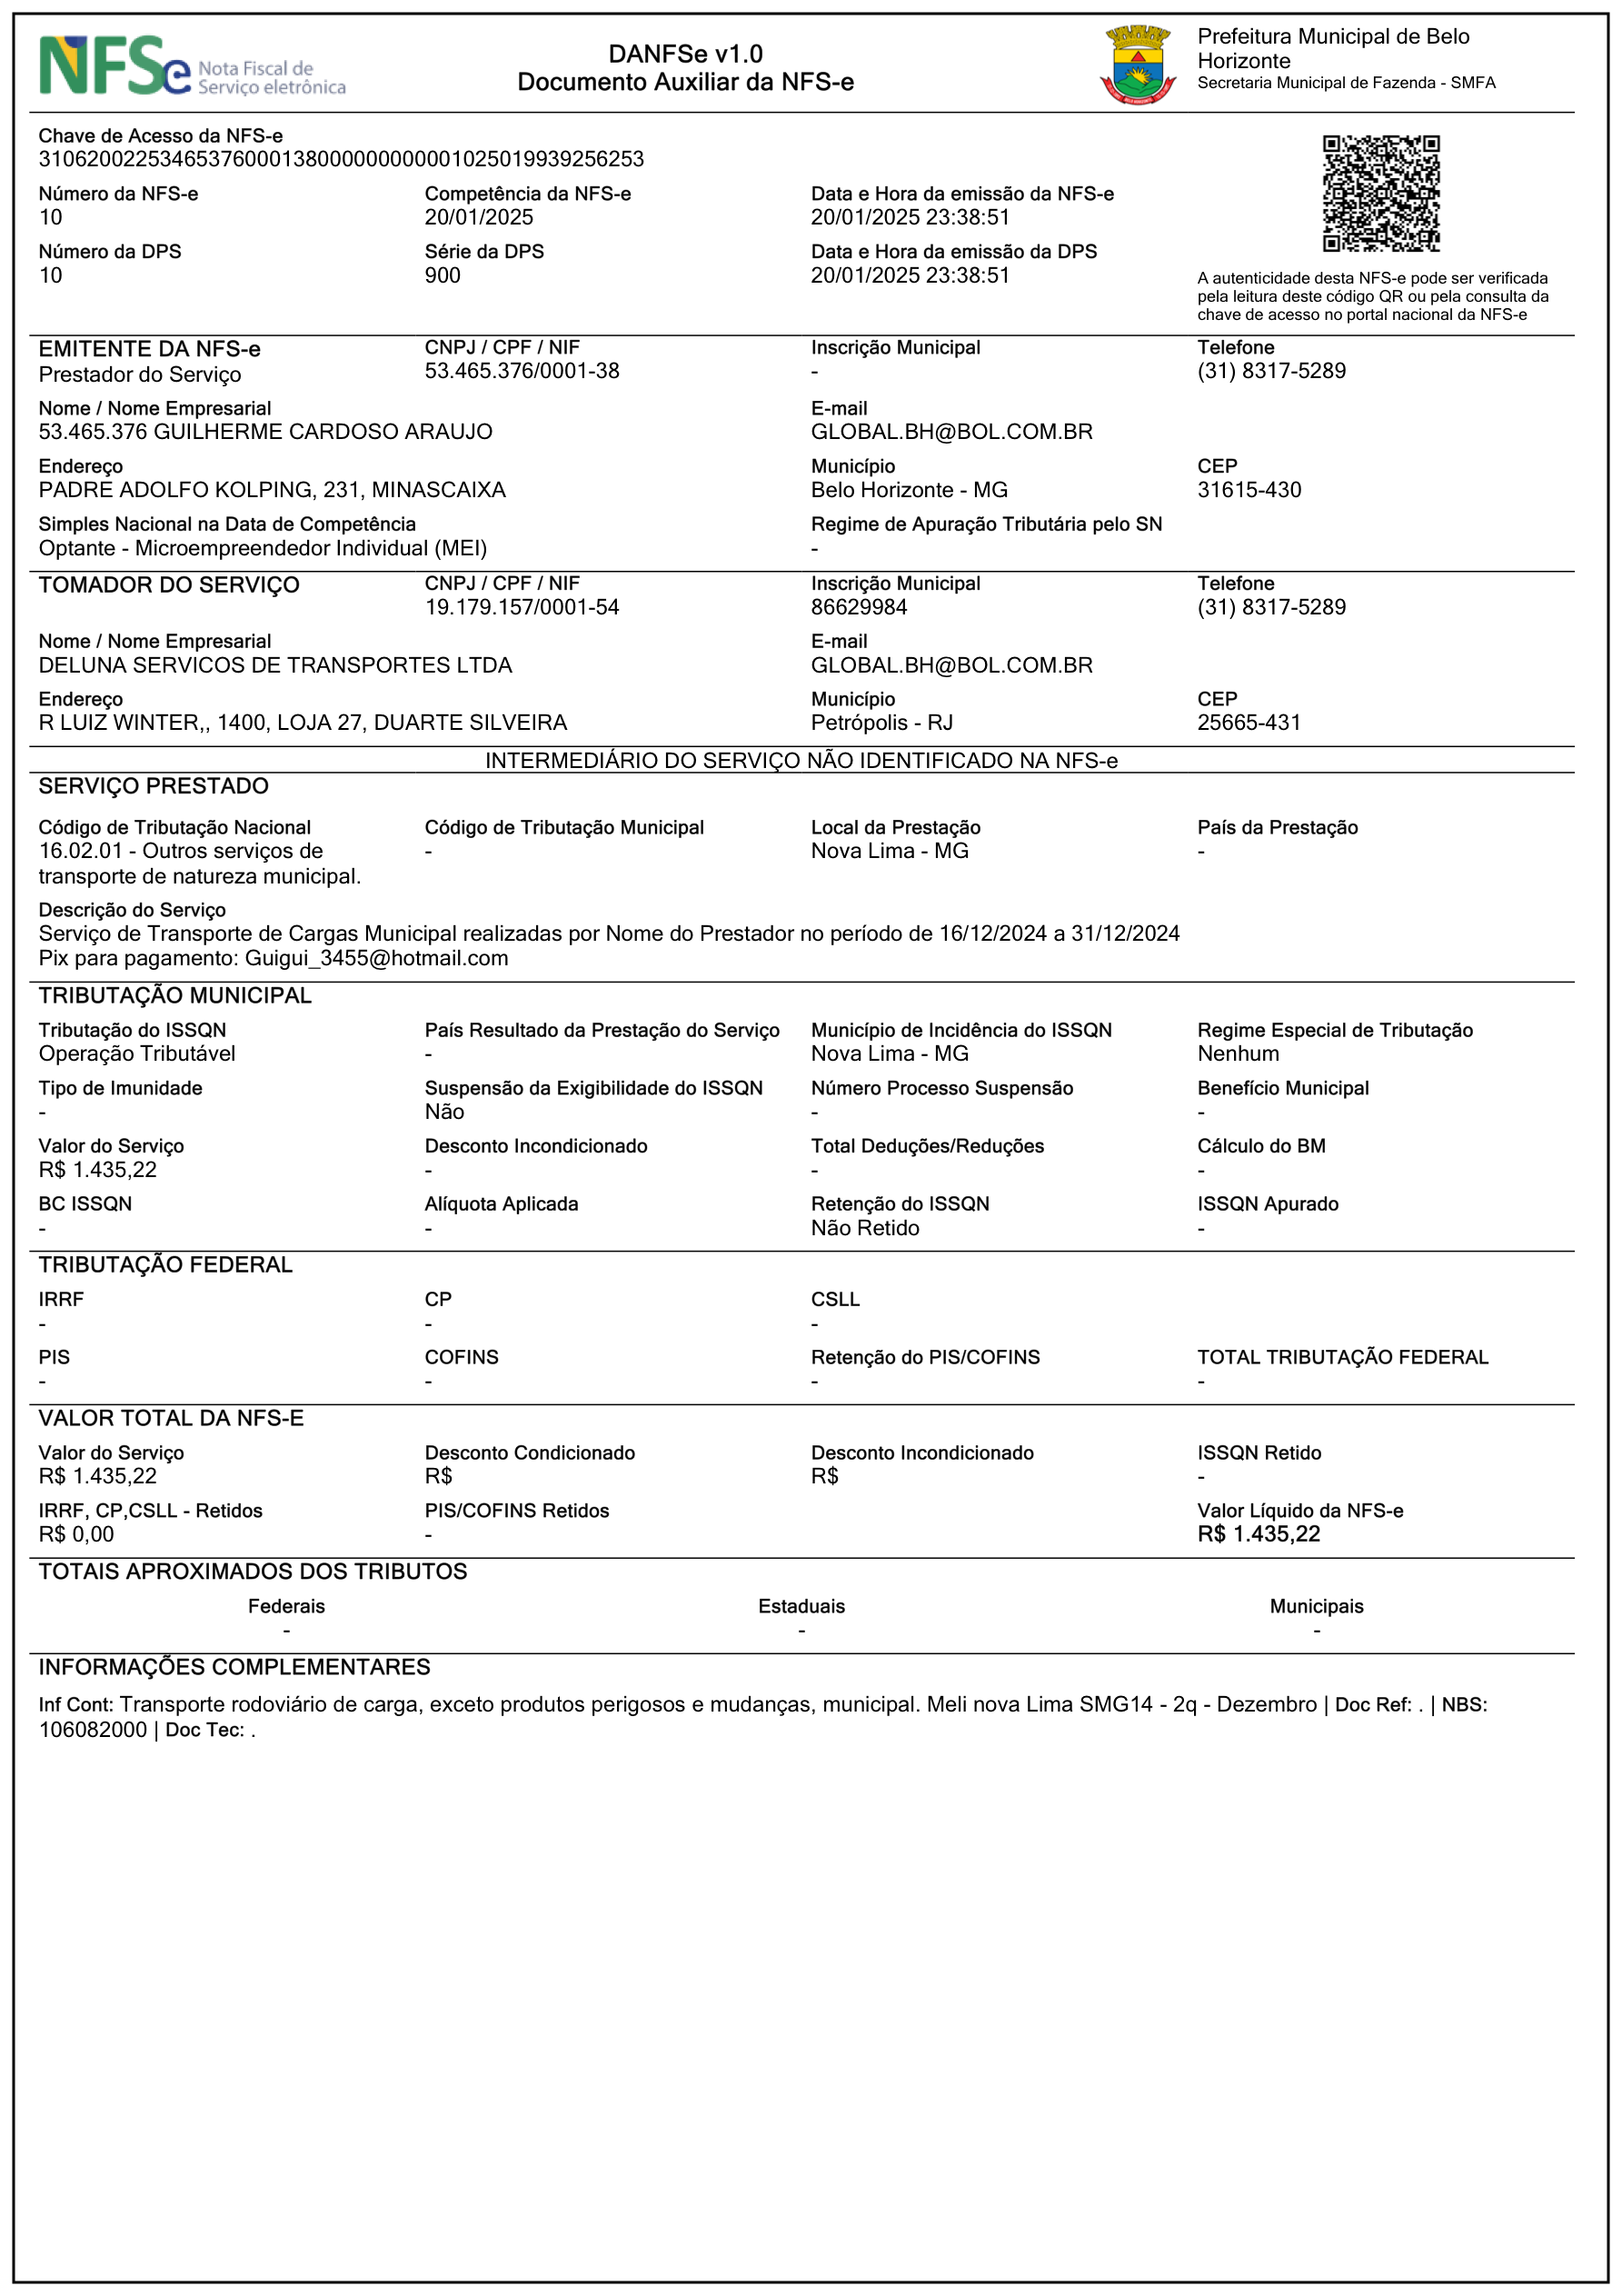 NFSe Nota Fiscal de
Serviço eletrônica
DANFSe v1.0
Documento Auxiliar da NFS-e
Prefeitura Municipal de Belo
Horizonte
Secretaria Municipal de Fazenda - SMFA
Chave de Acesso da NFS-e
31062002253465376000138000000000001025019939256253
Número da NFS-e
10
Competência da NFS-e
20/01/2025
Data e Hora da emissão da NFS-e
20/01/2025 23:38:51
Número da DPS
10
Série da DPS
900
Data e Hora da emissão da DPS
20/01/2025 23:38:51
A autenticidade desta NFS-e pode ser verificada
pela leitura deste código QR ou pela consulta da
chave de acesso no portal nacional da NFS-e
EMITENTE DA NFS-e
Prestador do Serviço
CNPJ / CPF / NIF
53.465.376/0001-38
Inscrição Municipal
-
Telefone
(31) 8317-5289
Nome / Nome Empresarial
53.465.376 GUILHERME CARDOSO ARAUJO
E-mail
GLOBAL.BH@BOL.COM.BR
Endereço
PADRE ADOLFO KOLPING, 231, MINASCAIXA
Município
Belo Horizonte - MG
CEP
31615-430
Simples Nacional na Data de Competência
Optante - Microempreendedor Individual (MEI)
Regime de Apuração Tributária pelo SN
-
TOMADOR DO SERVIÇO
CNPJ / CPF / NIF
19.179.157/0001-54
Inscrição Municipal
86629984
Telefone
(31) 8317-5289
Nome / Nome Empresarial
DELUNA SERVICOS DE TRANSPORTES LTDA
E-mail
GLOBAL.BH@BOL.COM.BR
Endereço
R LUIZ WINTER,, 1400, LOJA 27, DUARTE SILVEIRA
Município
Petrópolis - RJ
CEP
25665-431
INTERMEDIÁRIO DO SERVIÇO NÃO IDENTIFICADO NA NFS-e
SERVIÇO PRESTADO
Código de Tributação Nacional
16.02.01 - Outros serviços de
transporte de natureza municipal.
Código de Tributação Municipal
-
Local da Prestação
Nova Lima - MG
País da Prestação
-
Descrição do Serviço
Serviço de Transporte de Cargas Municipal realizadas por Nome do Prestador no período de 16/12/2024 a 31/12/2024
Pix para pagamento: Guigui_3455@hotmail.com
TRIBUTAÇÃO MUNICIPAL
Tributação do ISSQN
Operação Tributável
País Resultado da Prestação do Serviço
-
Município de Incidência do ISSQN
Nova Lima - MG
Regime Especial de Tributação
Nenhum
Tipo de Imunidade
-
Suspensão da Exigibilidade do ISSQN
Não
Número Processo Suspensão
-
Benefício Municipal
-
Valor do Serviço
R$ 1.435,22
Desconto Incondicionado
-
Total Deduções/Reduções
-
Cálculo do BM
-
BC ISSQN
-
Alíquota Aplicada
-
Retenção do ISSQN
Não Retido
ISSQN Apurado
-
TRIBUTAÇÃO FEDERAL
IRRF
-
CP
-
CSLL
-
PIS
-
COFINS
-
Retenção do PIS/COFINS
-
TOTAL TRIBUTAÇÃO FEDERAL
-
VALOR TOTAL DA NFS-E
Valor do Serviço
R$ 1.435,22
Desconto Condicionado
R$
Desconto Incondicionado
R$
ISSQN Retido
-
IRRF, CP,CSLL - Retidos
R$ 0,00
PIS/COFINS Retidos
-
Valor Líquido da NFS-e
R$ 1.435,22
TOTAIS APROXIMADOS DOS TRIBUTOS
Federais
-
Estaduais
-
Municipais
-
INFORMAÇÕES COMPLEMENTARES
Inf Cont: Transporte rodoviário de carga, exceto produtos perigosos e mudanças, municipal. Meli nova Lima SMG14 - 2q - Dezembro | Doc Ref: . | NBS:
106082000 | Doc Tec: .